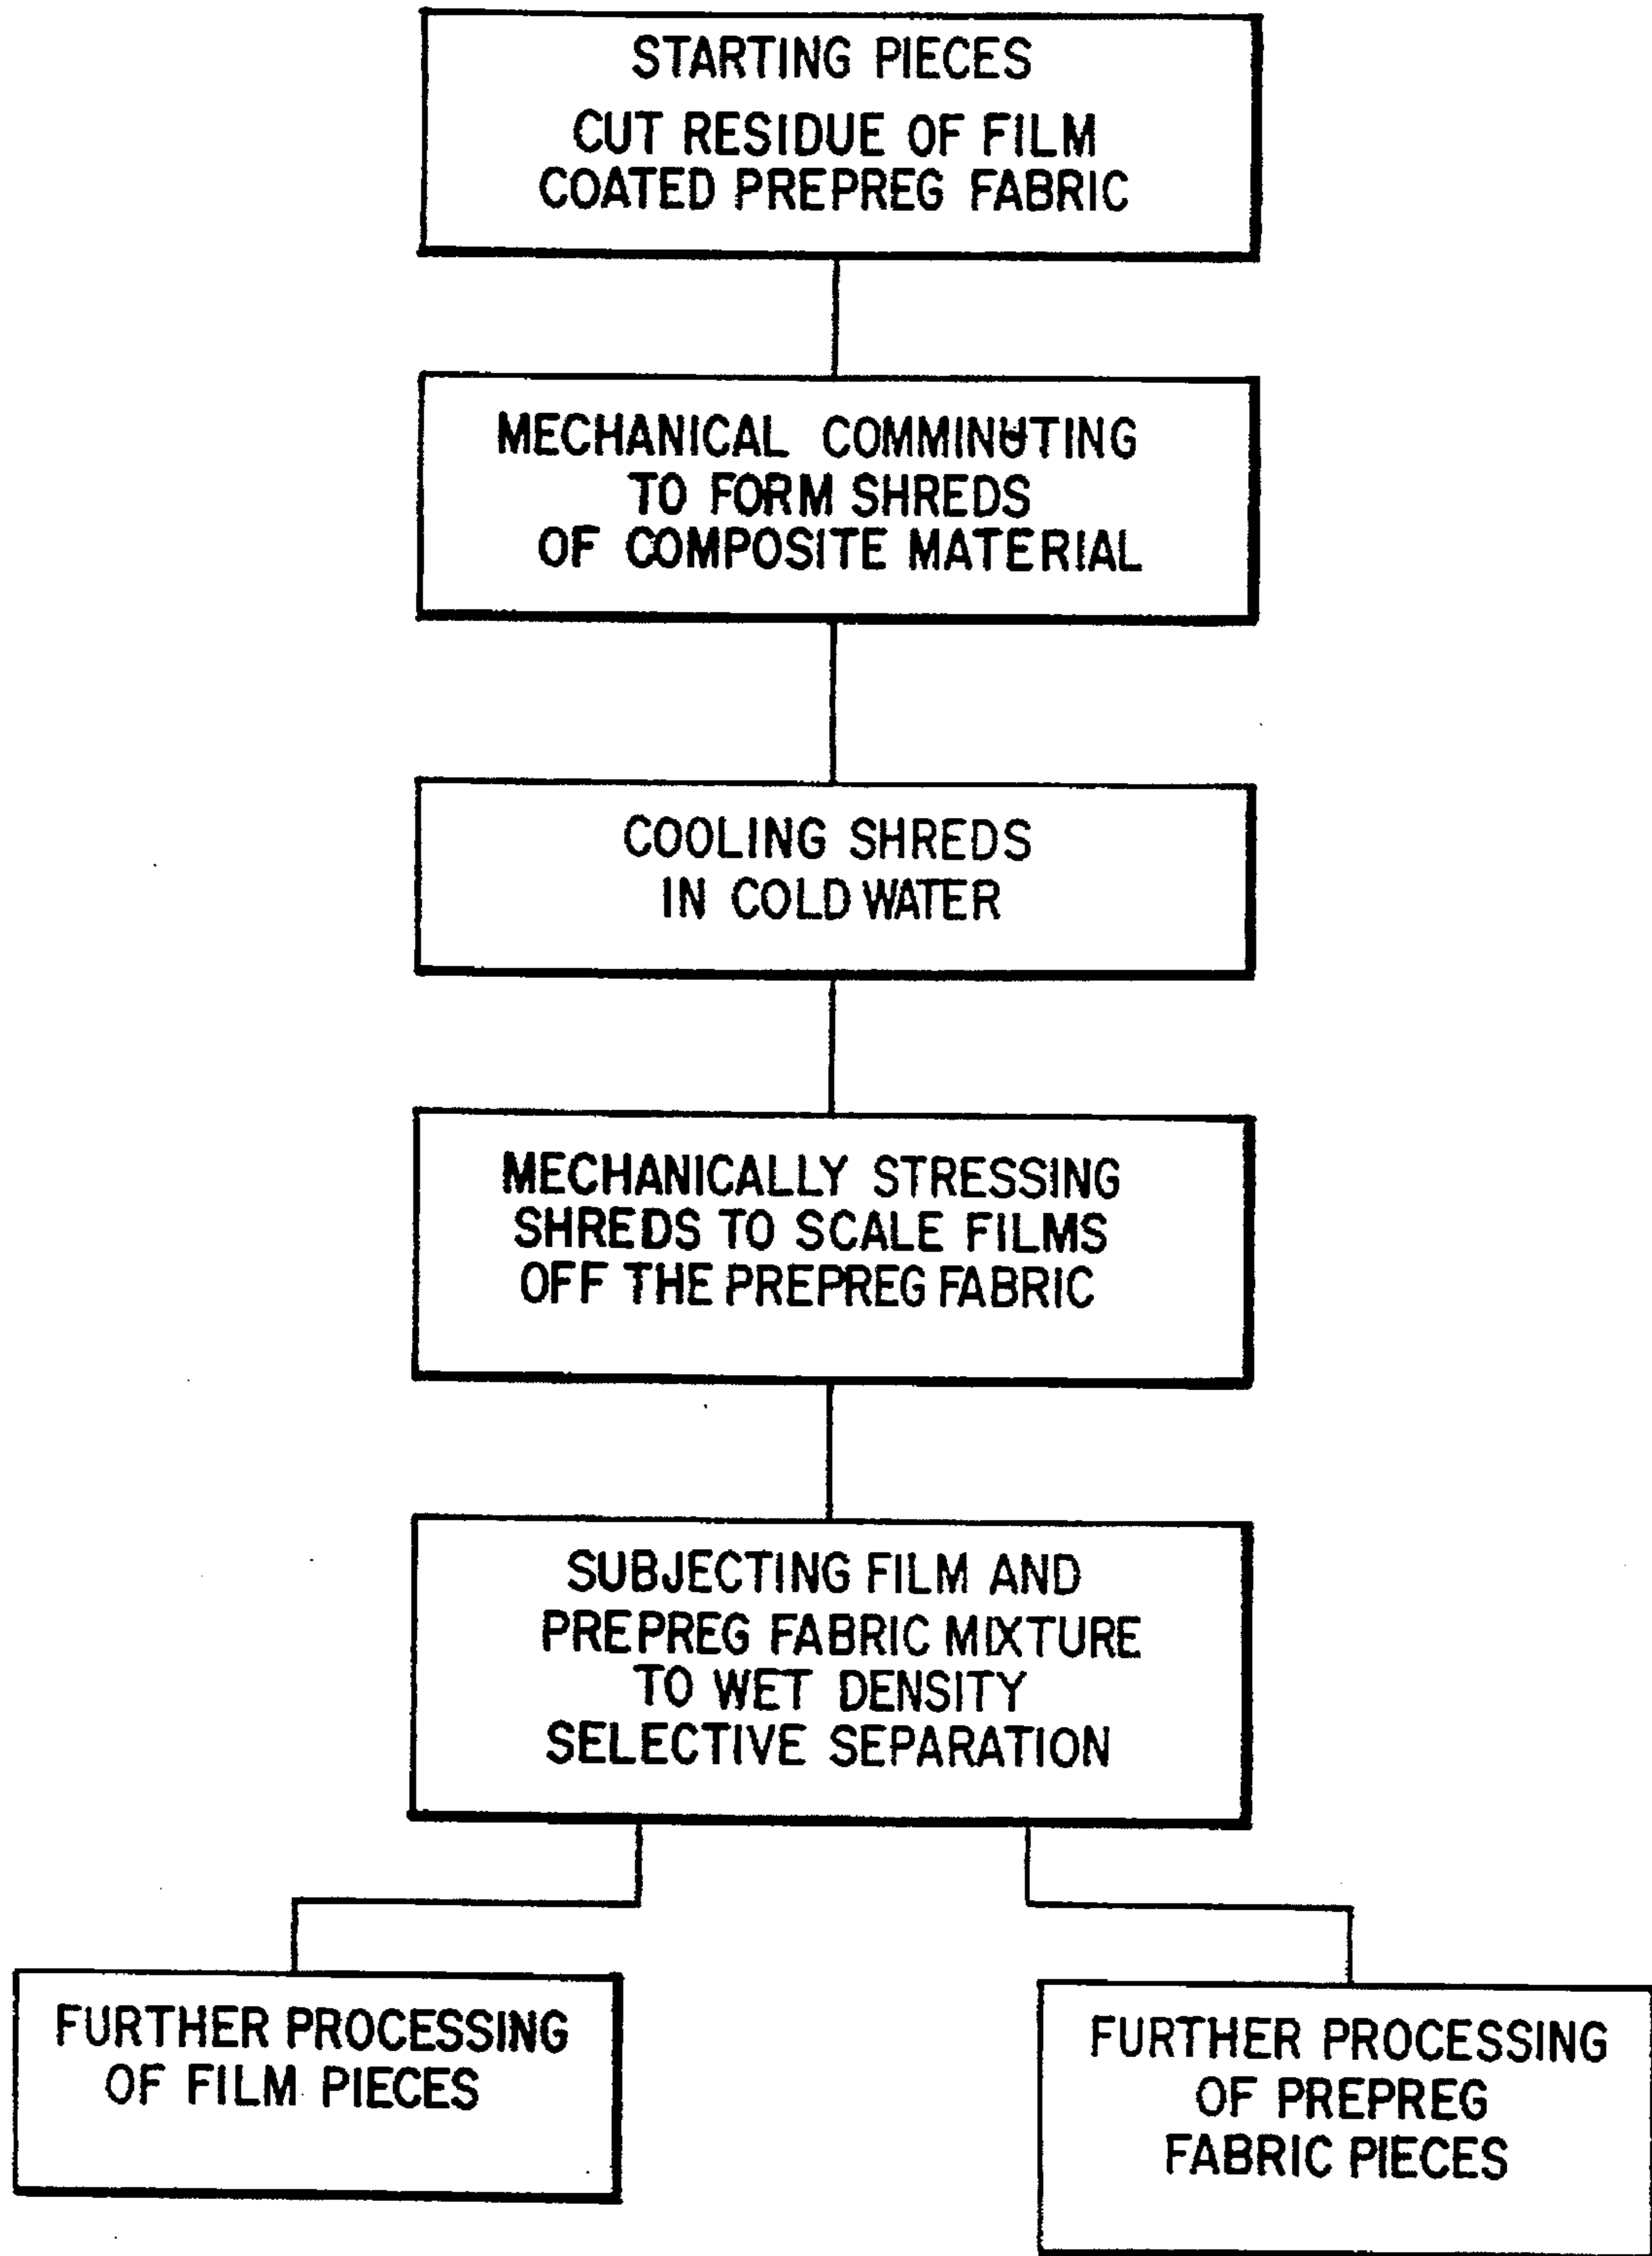 STARTING PIECES
CUT RESIDUE OF FILM
COATED PREPREG FABRIC
MECHANICAL COMMINUTING
TO FORM SHREDS
OF COMPOSITE MATERIAL
COOLING SHREDS
IN COLD WATER
MECHANICALLY STRESSING
SHREDS TO SCALE FILMS
OFF THE PREPREG FABRIC
SUBJECTING FILM AND
PREPREG FABRIC MIXTURE
TO WET DENSITY
SELECTIVE SEPARATION
FURTHER PROCESSING
OF FILM PIECES
FURTHER PROCESSING
OF PREPREG
FABRIC PIECES